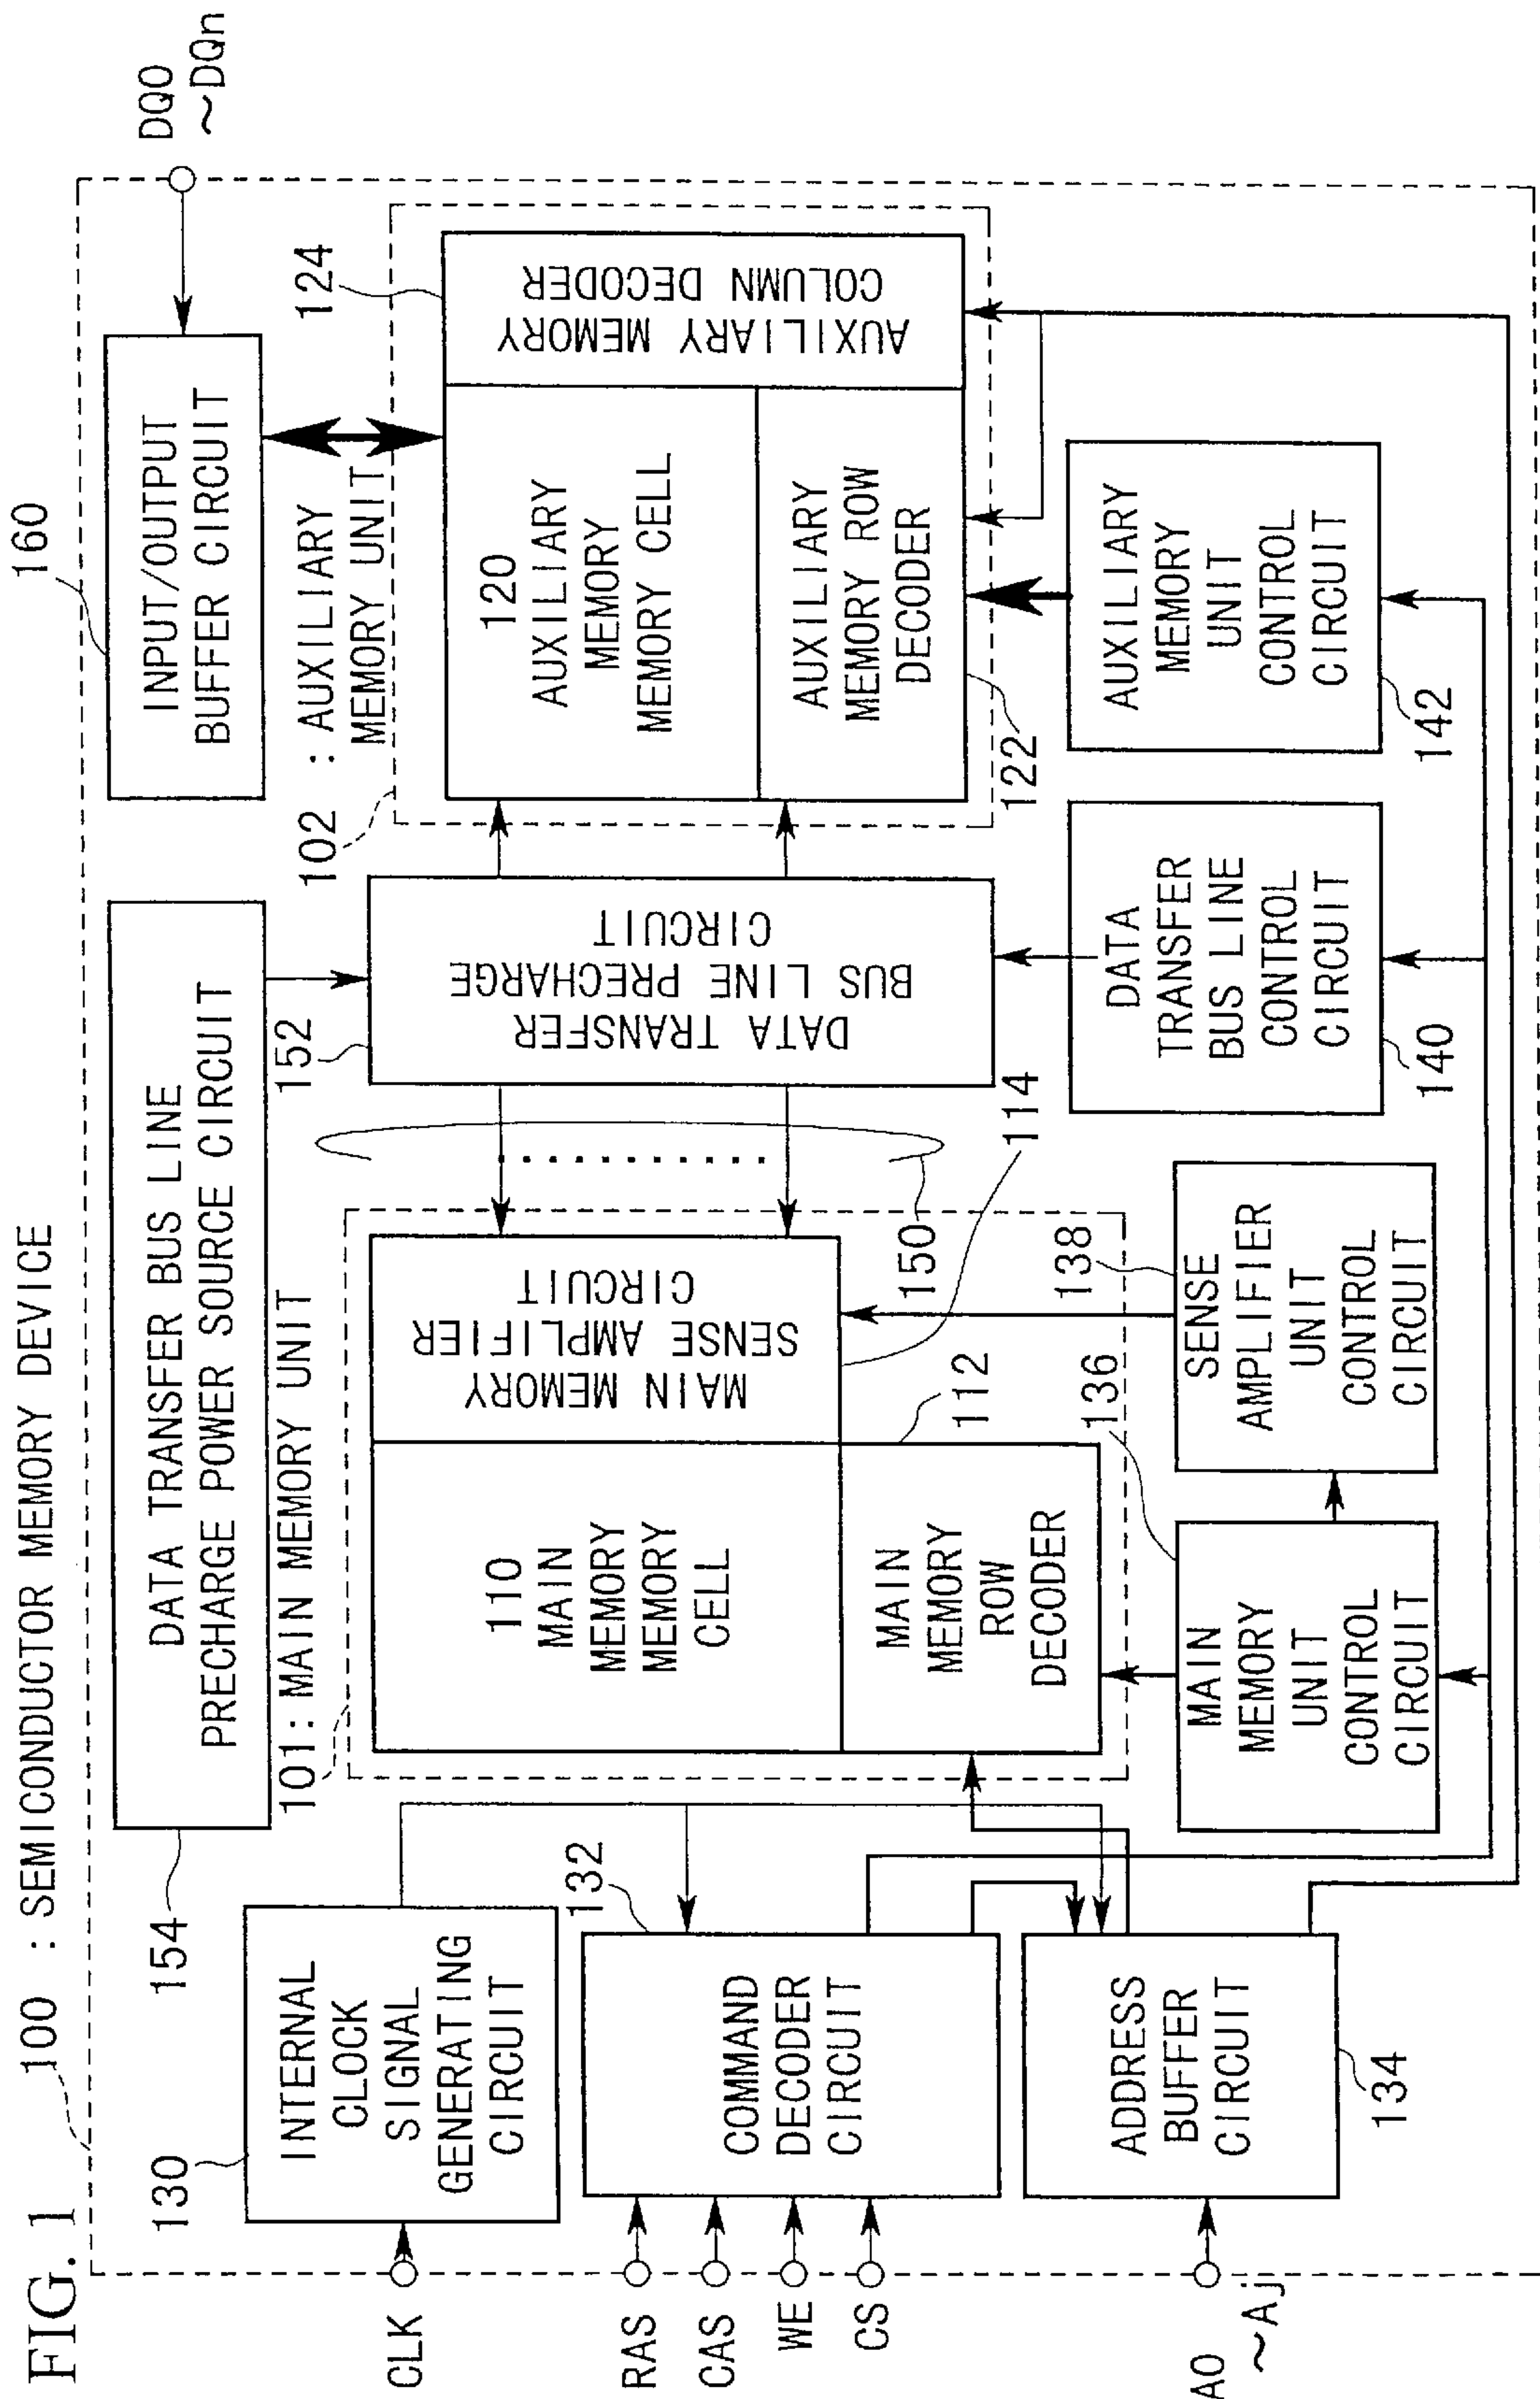 FIG. 1
100 : SEMICONDUCTOR MEMORY DEVICE
154
DATA TRANSFER BUS LINE
PRECHARGE POWER SOURCE CIRCUIT
160
INPUT/OUTPUT
BUFFER CIRCUIT
DQ0
~DQn
CLK
130
INTERNAL
CLOCK
SIGNAL
GENERATING
CIRCUIT
RAS
CAS
WE
CS
132
COMMAND
DECODER
CIRCUIT
A0
~Aj
ADDRESS
BUFFER
CIRCUIT
134
101:MAIN MEMORY UNIT
110
MAIN
MEMORY
MEMORY
CELL
MAIN MEMORY
SENSE AMPLIFIER
CIRCUIT
114
MAIN
MEMORY
ROW
DECODER
112
150
152
DATA TRANSFER
BUS LINE PRECHARGE
CIRCUIT
102 : AUXILIARY
MEMORY UNIT
120
AUXILIARY
MEMORY
MEMORY CELL
AUXILIARY MEMORY
COLUMN DECODER
124
AUXILIARY
MEMORY ROW
DECODER
122
136
MAIN
MEMORY
UNIT
CONTROL
CIRCUIT
138
SENSE
AMPLIFIER
UNIT
CONTROL
CIRCUIT
DATA
TRANSFER
BUS LINE
CONTROL
CIRCUIT
140
AUXILIARY
MEMORY
UNIT
CONTROL
CIRCUIT
142